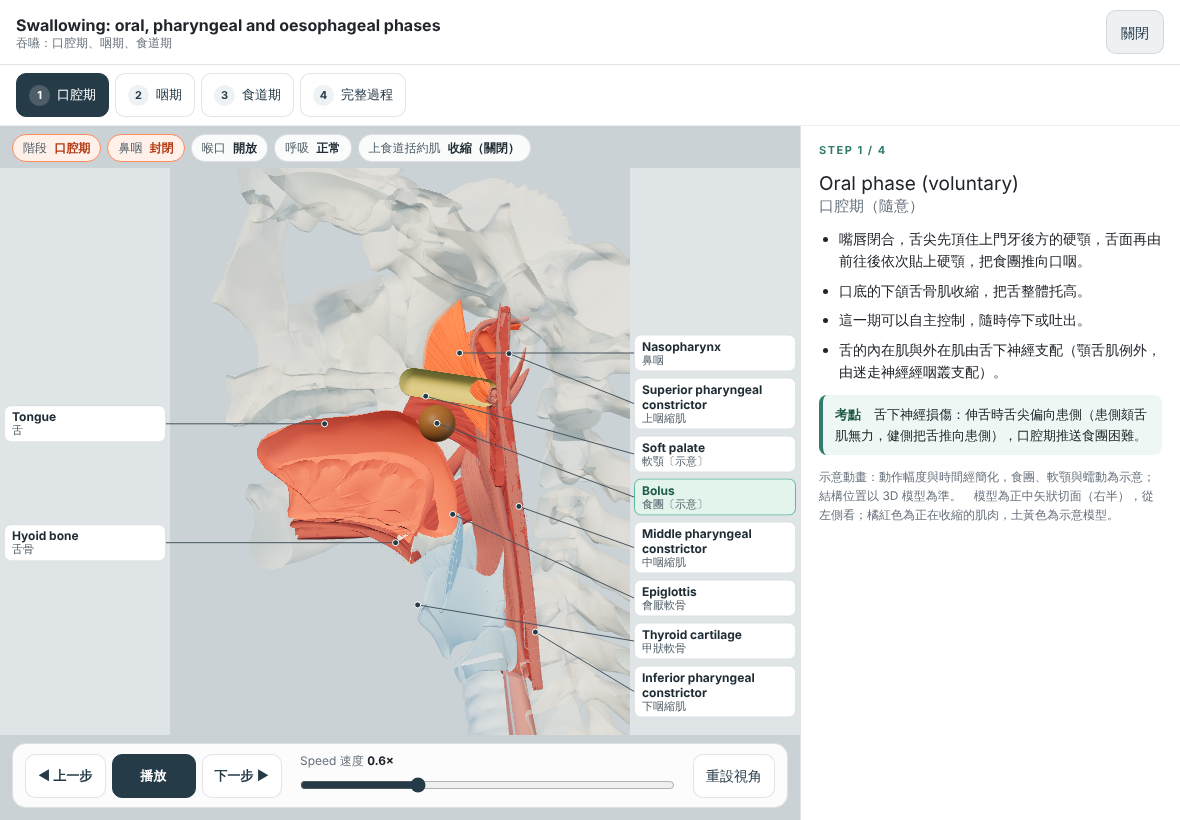 Swallowing: oral, pharyngeal and oesophageal phases
吞嚥：口腔期、咽期、食道期
關閉
1 口腔期
2 咽期
3 食道期
4 完整過程
階段 口腔期
鼻咽 封閉
喉口 開放
呼吸 正常
上食道括約肌 收縮（關閉）
Tongue
舌
Hyoid bone
舌骨
Nasopharynx
鼻咽
Superior pharyngeal
constrictor
上咽縮肌
Soft palate
軟顎〔示意〕
Bolus
食團〔示意〕
Middle pharyngeal
constrictor
中咽縮肌
Epiglottis
會厭軟骨
Thyroid cartilage
甲狀軟骨
Inferior pharyngeal
constrictor
下咽縮肌
◀ 上一步
播放
下一步 ▶
Speed 速度 0.6×
重設視角
STEP 1 / 4
Oral phase (voluntary)
口腔期（隨意）
• 嘴唇閉合，舌尖先頂住上門牙後方的硬顎，舌面再由
前往後依次貼上硬顎，把食團推向口咽。
• 口底的下頜舌骨肌收縮，把舌整體托高。
• 這一期可以自主控制，隨時停下或吐出。
• 舌的內在肌與外在肌由舌下神經支配（顎舌肌例外，
由迷走神經經咽叢支配）。
考點 舌下神經損傷：伸舌時舌尖偏向患側（患側頦舌
肌無力，健側把舌推向患側），口腔期推送食團困難。
示意動畫：動作幅度與時間經簡化，食團、軟顎與蠕動為示意；
結構位置以 3D 模型為準。 模型為正中矢狀切面（右半），從
左側看；橘紅色為正在收縮的肌肉，土黃色為示意模型。